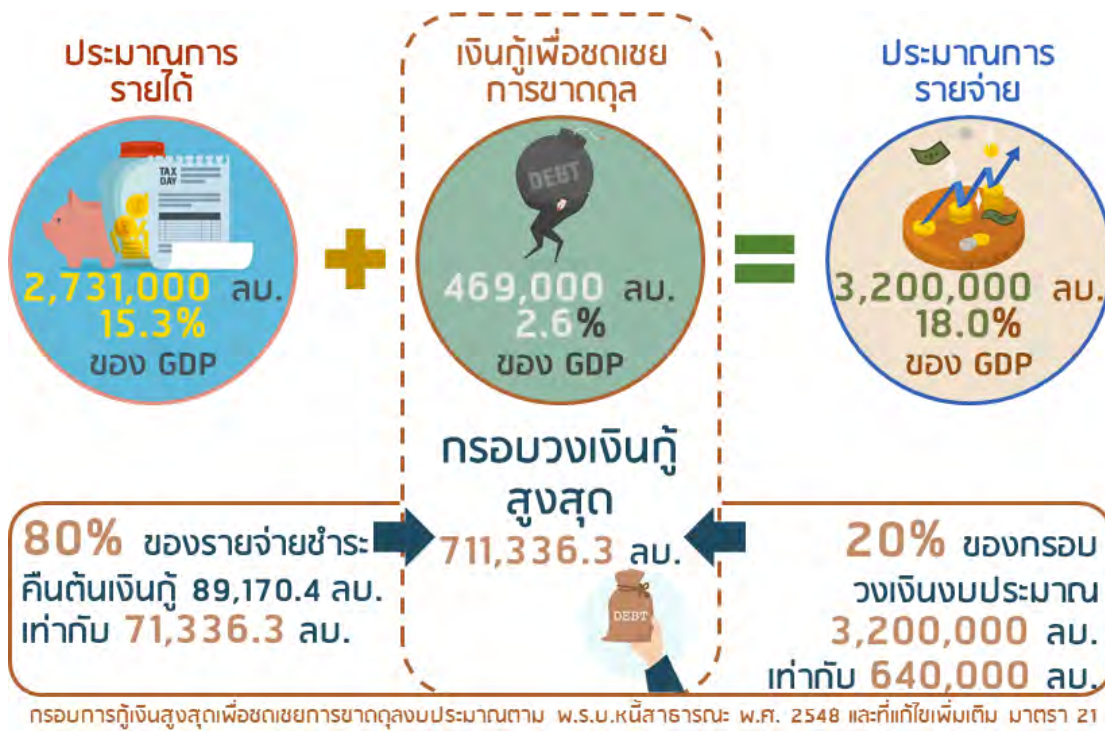 ประมาณการ
รายได้
TAX
DAY
2,731,000 ลบ.
15.3%
ของ GDP
เงินกู้เพื่อชดเชย
การขาดดุล
DEBT
469,000 ลบ.
2.6%
ของ GDP
ประมาณการ
รายจ่าย
3,200,000 ลบ.
18.0%
ของ GDP
กรอบวงเงินกู้
สูงสุด
711,336.3 ลบ.
DEBT
80% ของรายจ่ายชำระ
คืนต้นเงินกู้ 89,170.4 ลบ.
เท่ากับ 71,336.3 ลบ.
20% ของกรอบ
วงเงินงบประมาณ
3,200,000 ลบ.
เท่ากับ 640,000 ลบ.
กรอบการกู้เงินสูงสุดเพื่อชดเชยการขาดดุลงบประมาณตาม พ.ร.บ.หนี้สาธารณะ พ.ศ. 2548 และที่แก้ไขเพิ่มเติม มาตรา 21